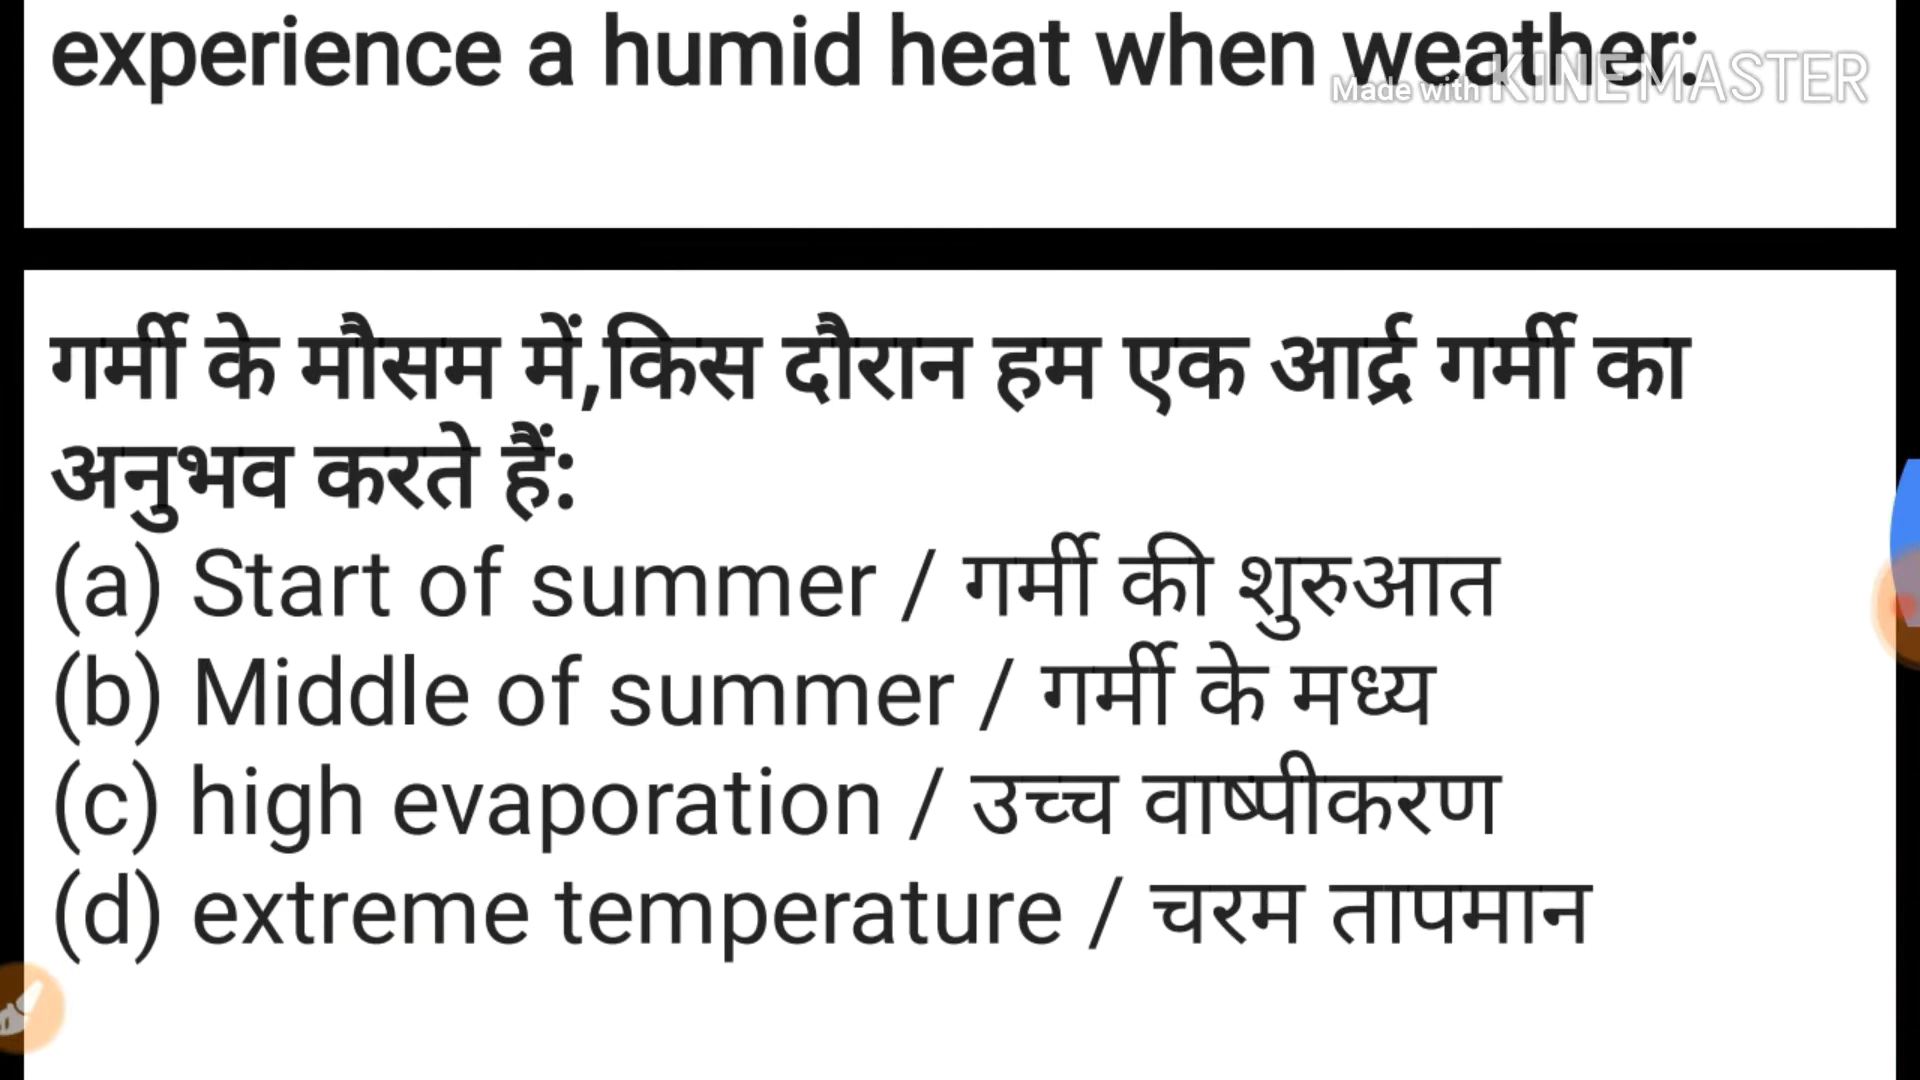 experience a humid heat when weather:
Made with KINEMASTER
गर्मी के मौसम में,किस दौरान हम एक आर्द्र गर्मी का
अनुभव करते हैं:
(a) Start of summer / गर्मी की शुरुआत
(b) Middle of summer / गर्मी के मध्य
(c) high evaporation / उच्च वाष्पीकरण
(d) extreme temperature / चरम तापमान